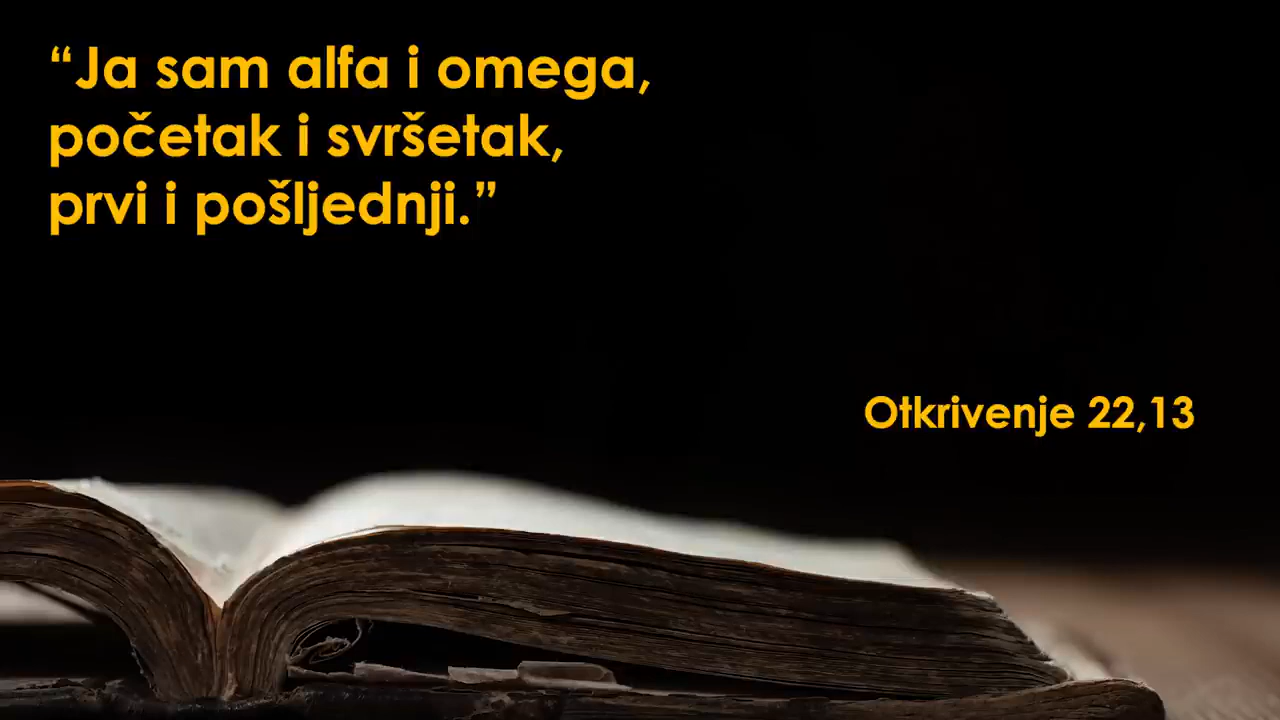 “Ja sam alfa i omega,
početak i svršetak,
prvi i pošljednji.”
Otkrivenje 22,13